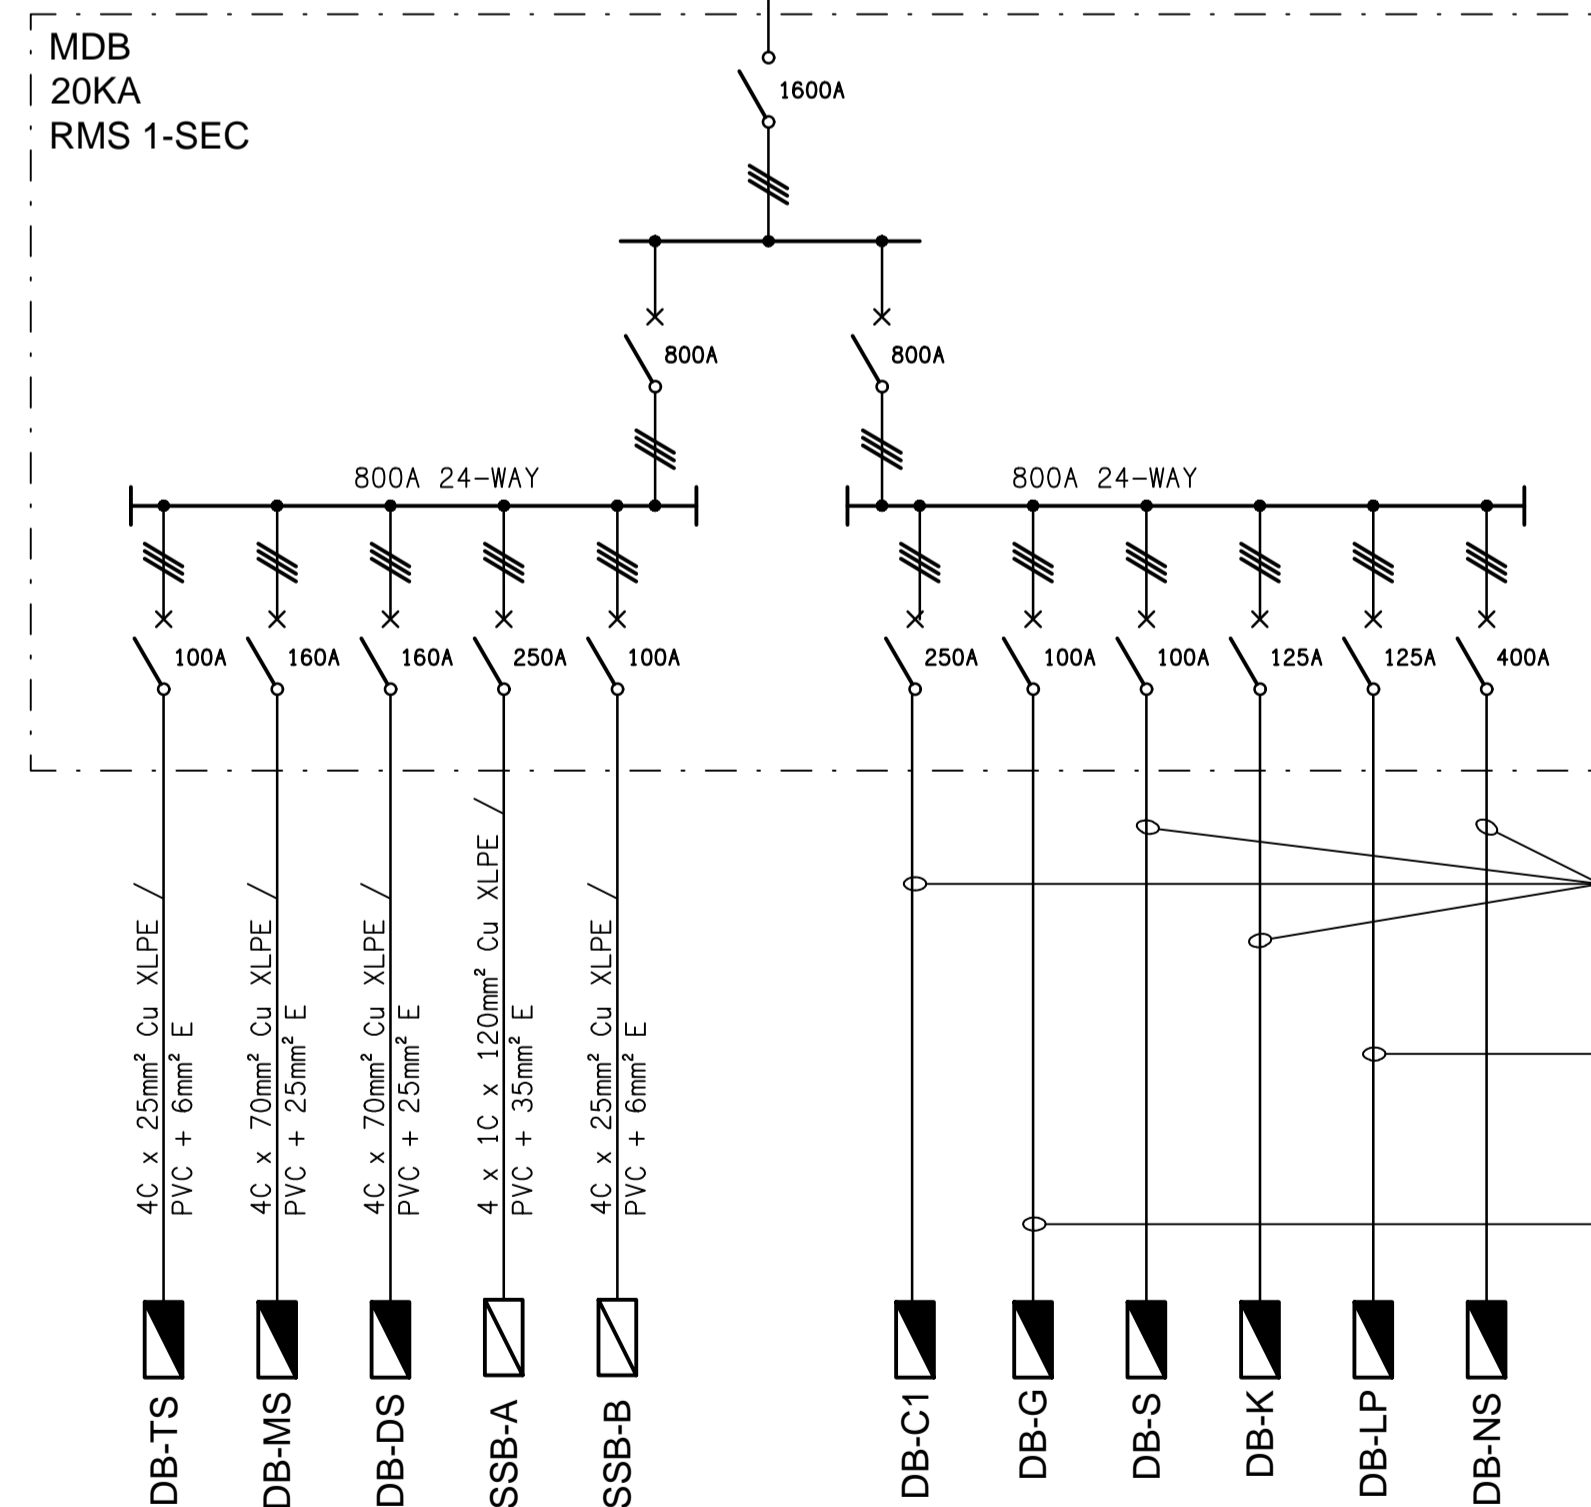 MDB
20KA
RMS 1-SEC
1600A
800A
800A
800A 24-WAY
800A 24-WAY
100A
160A
160A
250A
100A
250A
100A
100A
125A
125A
400A
4C x 25mm² Cu XLPE /
PVC + 6mm² E
4C x 70mm² Cu XLPE /
PVC + 25mm² E
4C x 70mm² Cu XLPE /
PVC + 25mm² E
4 x 1C x 120mm² Cu XLPE /
PVC + 35mm² E
4C x 25mm² Cu XLPE /
PVC + 6mm² E
DB-TS
DB-MS
DB-DS
SSB-A
SSB-B
DB-C1
DB-G
DB-S
DB-K
DB-LP
DB-NS